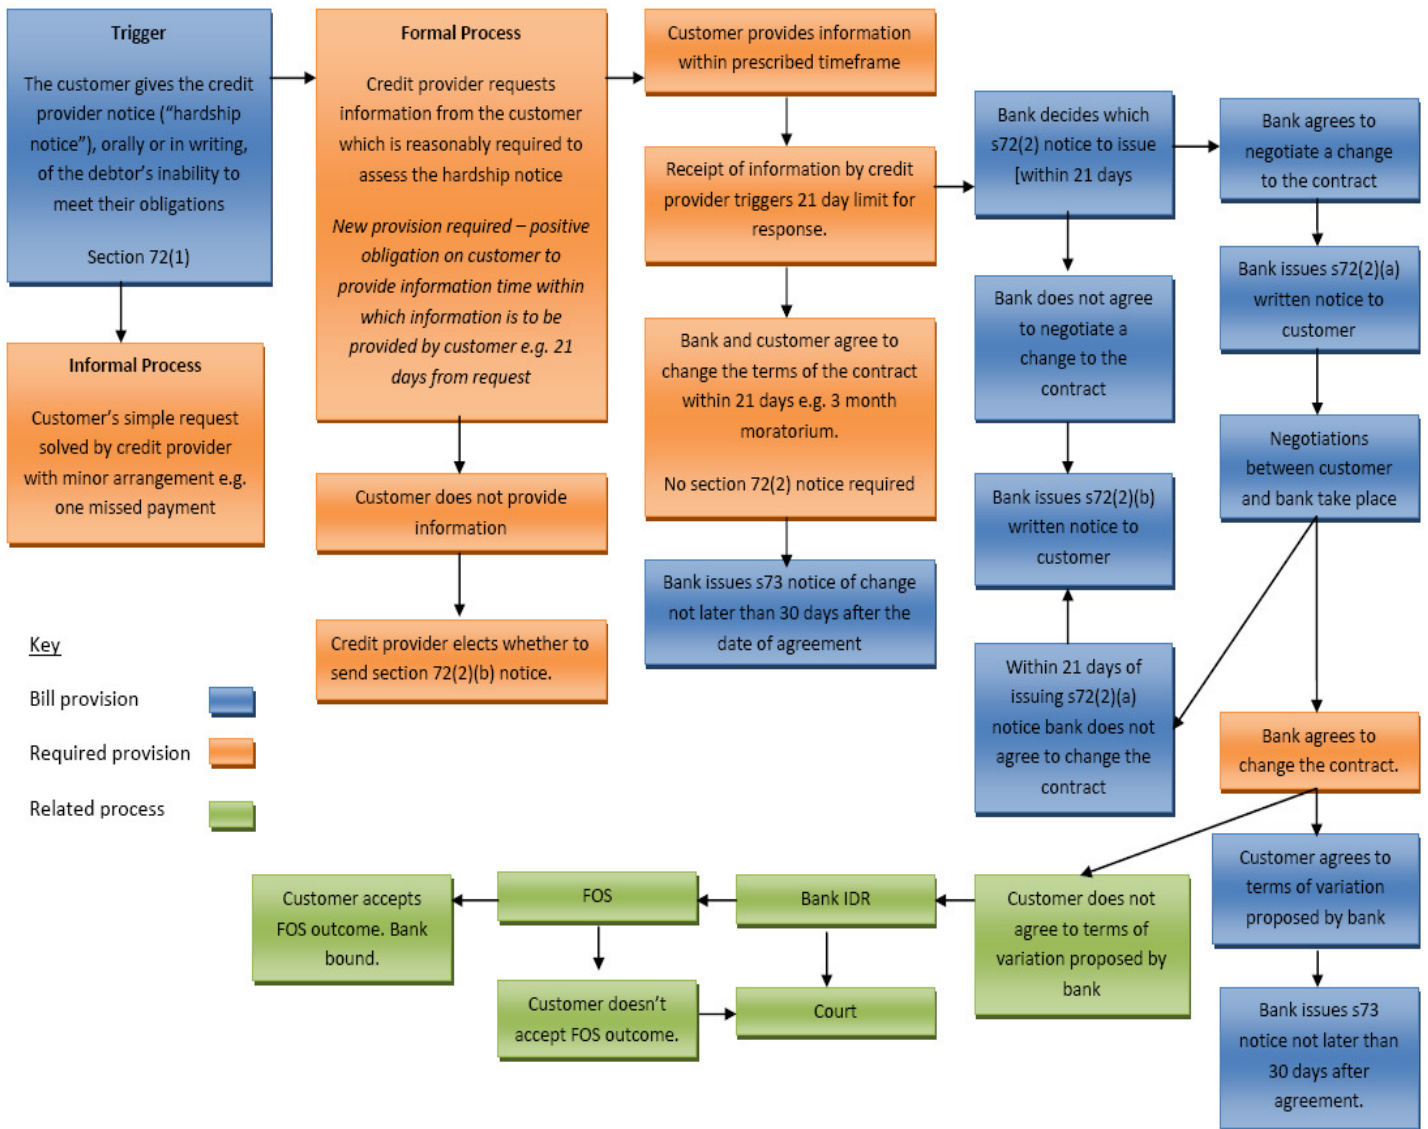 Trigger
The customer gives the credit
provider notice (“hardship
notice”), orally or in writing,
of the debtor’s inability to
meet their obligations
Section 72(1)
Informal Process
Customer’s simple request
solved by credit provider
with minor arrangement e.g.
one missed payment
Formal Process
Credit provider requests
information from the customer
which is reasonably required to
assess the hardship notice
New provision required – positive
obligation on customer to
provide information time within
which information is to be
provided by customer e.g. 21
days from request
Customer does not provide
information
Credit provider elects whether to
send section 72(2)(b) notice.
Customer provides information
within prescribed timeframe
Receipt of information by credit
provider triggers 21 day limit for
response.
Bank and customer agree to
change the terms of the contract
within 21 days e.g. 3 month
moratorium.
No section 72(2) notice required
Bank issues s73 notice of change
not later than 30 days after the
date of agreement
Bank decides which
s72(2) notice to issue
[within 21 days
Bank does not agree
to negotiate a
change to the
contract
Bank issues s72(2)(b)
written notice to
customer
Within 21 days of
issuing s72(2)(a)
notice bank does not
agree to change the
contract
Bank agrees to
negotiate a change
to the contract
Bank issues s72(2)(a)
written notice to
customer
Negotiations
between customer
and bank take place
Bank agrees to
change the contract.
Customer agrees to
terms of variation
proposed by bank
Bank issues s73
notice not later than
30 days after
agreement.
Customer does not
agree to terms of
variation proposed by
bank
Bank IDR
Court
FOS
Customer doesn’t
accept FOS outcome.
Customer accepts
FOS outcome. Bank
bound.
Key
Bill provision
Required provision
Related process